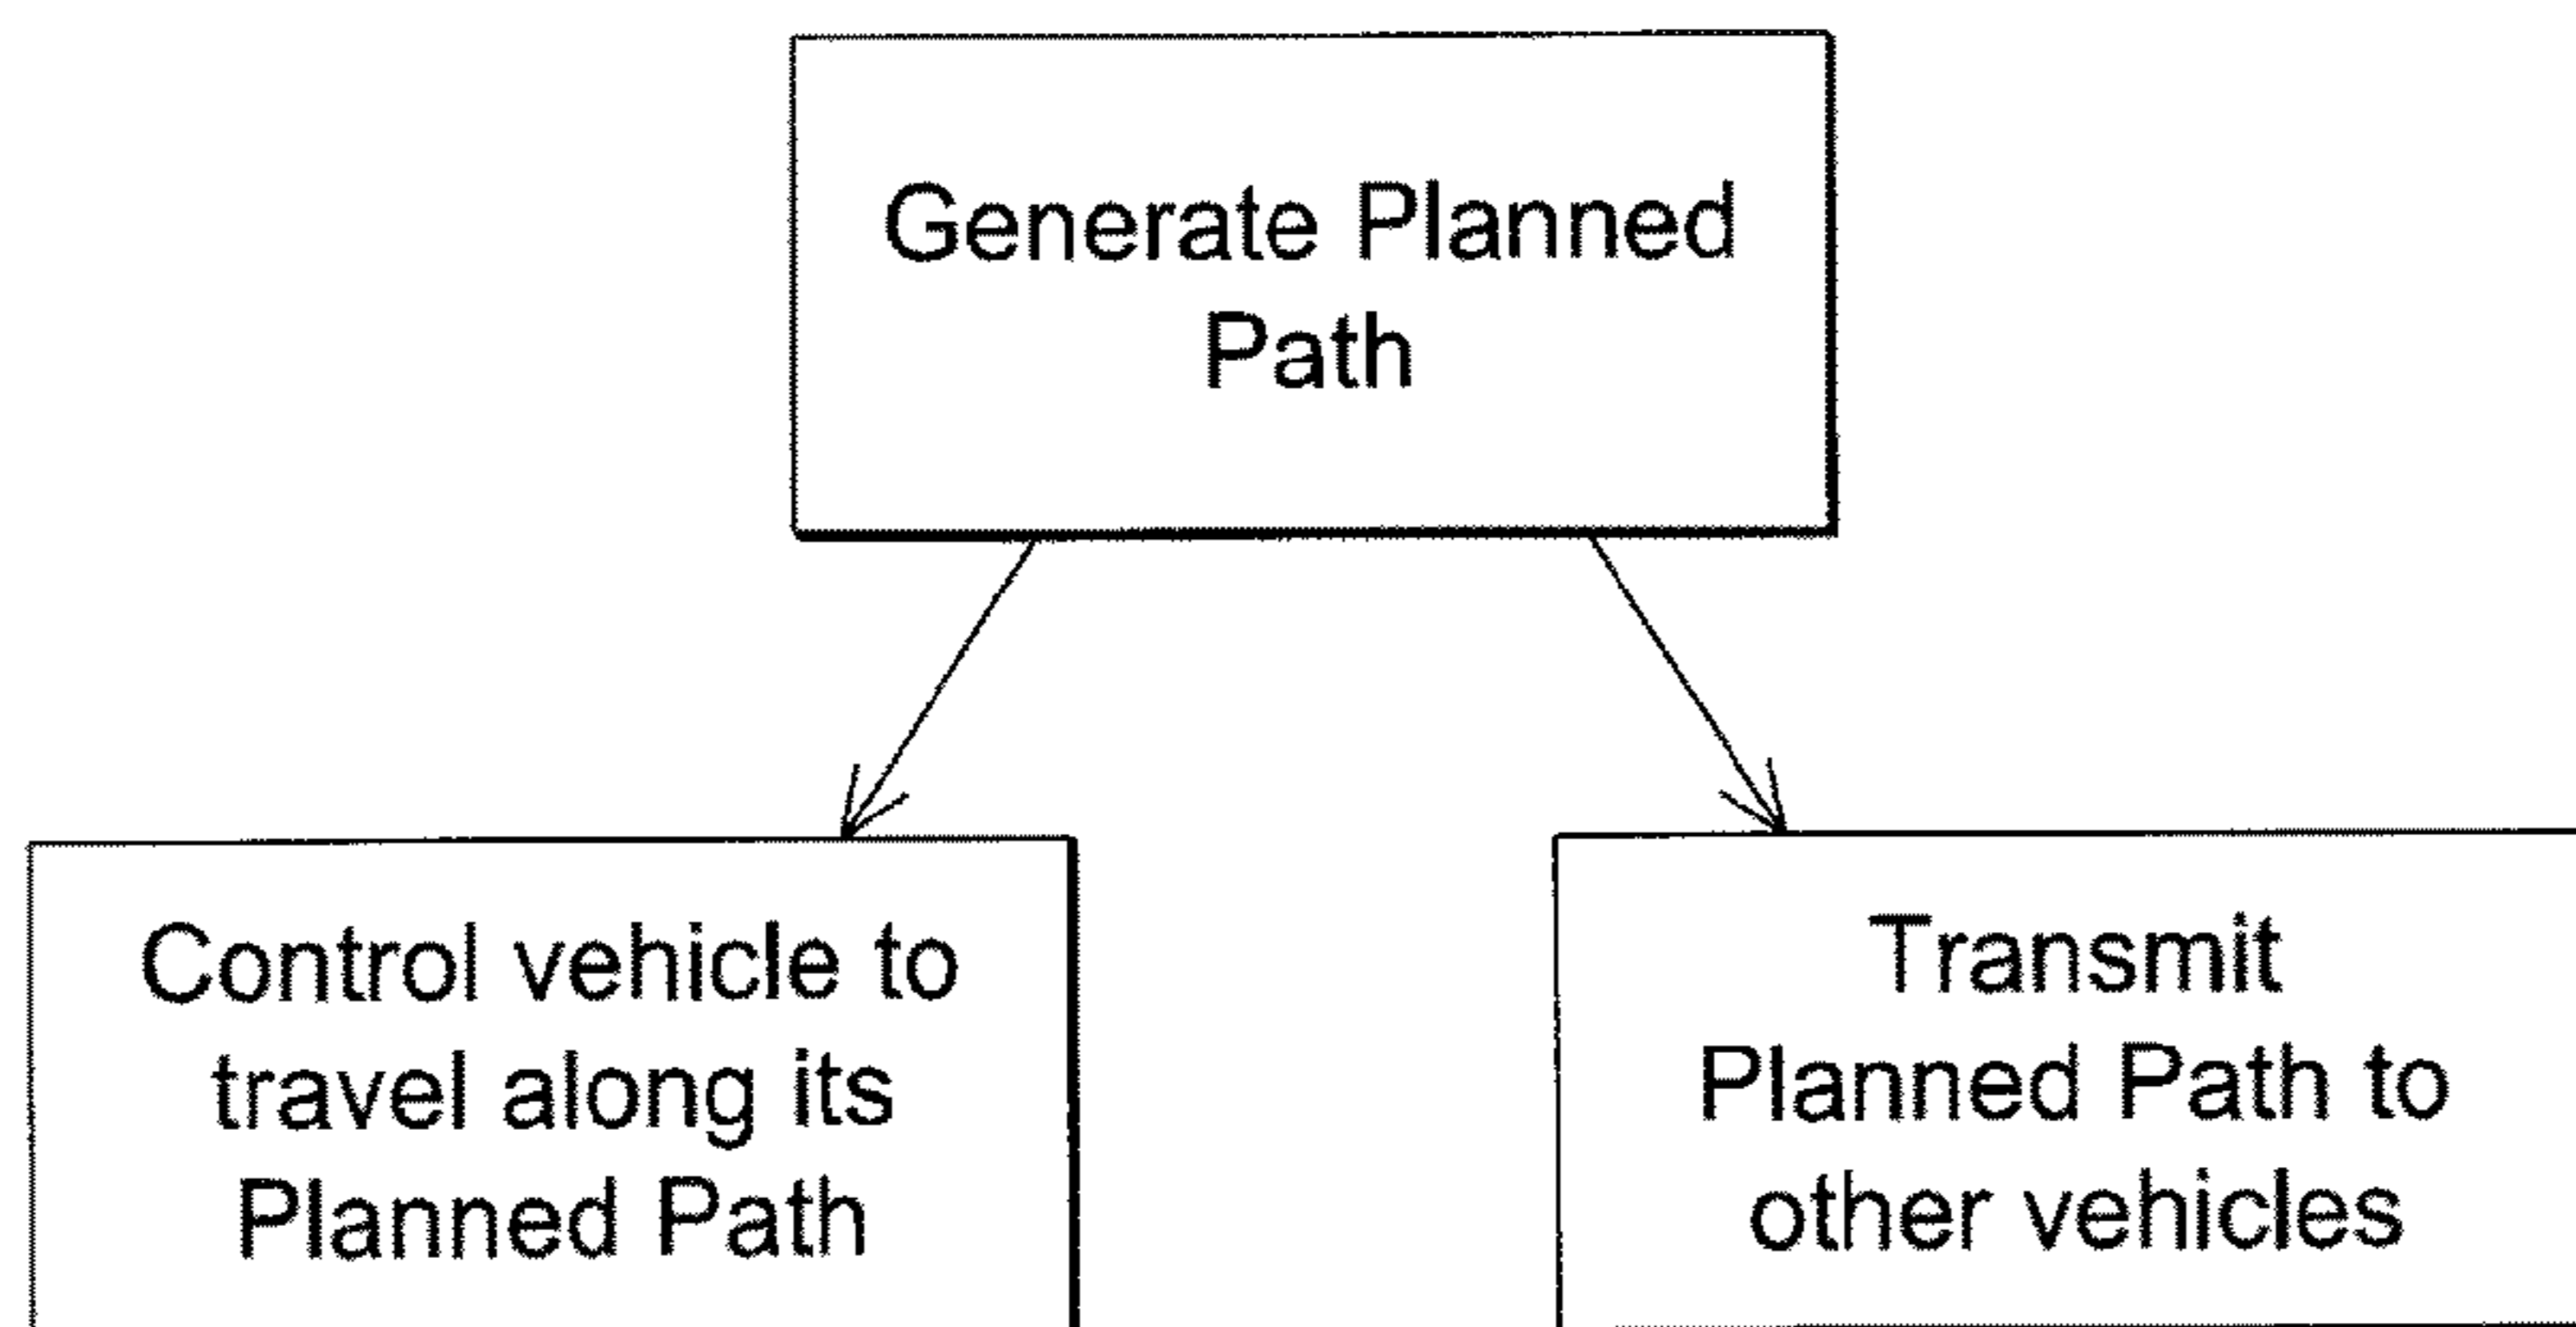 Generate Planned
Path
Control vehicle to
travel along its
Planned Path
Transmit
Planned Path to
other vehicles